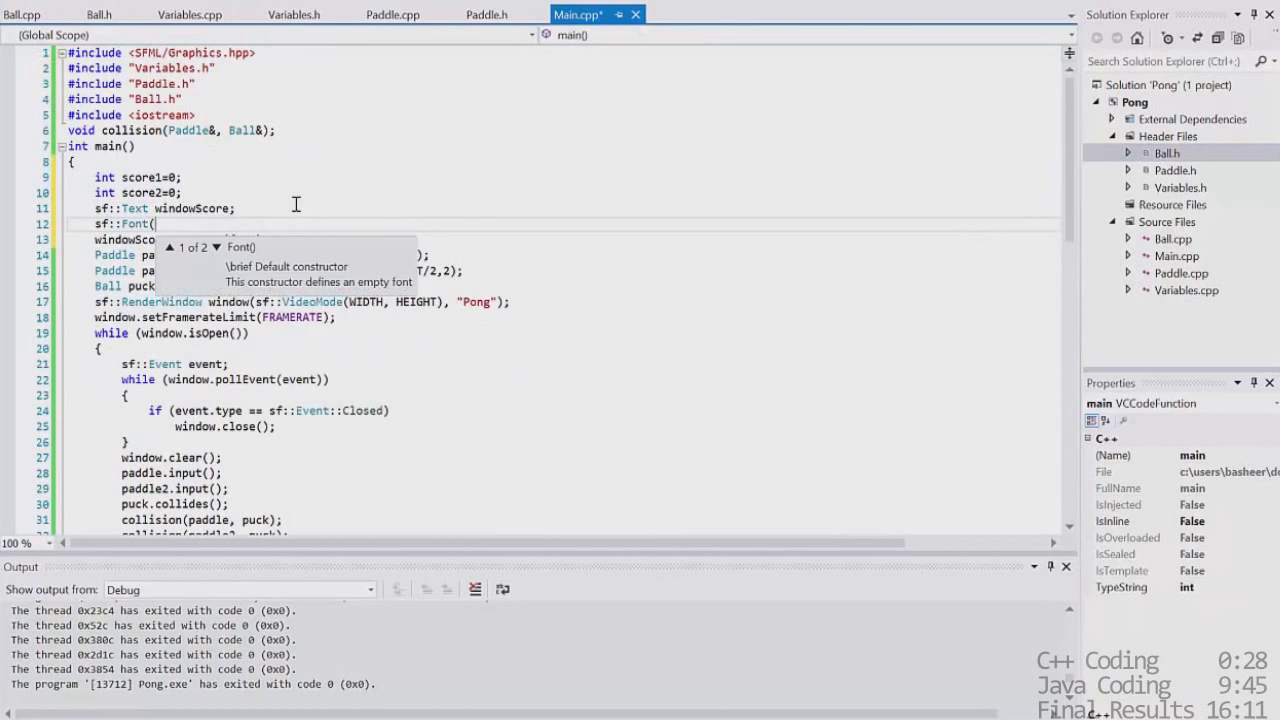 Ball.cpp Ball.h Variables.cpp Variables.h Paddle.cpp Paddle.h Main.cpp*
(Global Scope) main()
1 #include <SFML/Graphics.hpp>
2 #include "Variables.h"
3 #include "Paddle.h"
4 #include "Ball.h"
5 #include <iostream>
6 void collision(Paddle&, Ball&);
7 int main()
8 {
9 int score1=0;
10 int score2=0;
11 sf::Text windowScore;
12 sf::Font(
13 windowSco
14 Paddle pa );
15 Paddle pa T/2,2);
16 Ball puck
1 of 2 Font()
\brief Default constructor
This constructor defines an empty font
17 sf::RenderWindow window(sf::VideoMode(WIDTH, HEIGHT), "Pong");
18 window.setFramerateLimit(FRAMERATE);
19 while (window.isOpen())
20 {
21 sf::Event event;
22 while (window.pollEvent(event))
23 {
24 if (event.type == sf::Event::Closed)
25 window.close();
26 }
27 window.clear();
28 paddle.input();
29 paddle2.input();
30 puck.collides();
31 collision(paddle, puck);
100 %
Output
Show output from: Debug
The thread 0x23c4 has exited with code 0 (0x0).
The thread 0x52c has exited with code 0 (0x0).
The thread 0x380c has exited with code 0 (0x0).
The thread 0x2d1c has exited with code 0 (0x0).
The thread 0x3854 has exited with code 0 (0x0).
The program '[13712] Pong.exe' has exited with code 0 (0x0).
Solution Explorer
Search Solution Explorer (Ctrl+;)
Solution 'Pong' (1 project)
Pong
External Dependencies
Header Files
Ball.h
Paddle.h
Variables.h
Resource Files
Source Files
Ball.cpp
Main.cpp
Paddle.cpp
Variables.cpp
Properties
main VCCodeFunction
C++
(Name) main
File c:\users\basheer\do
FullName main
IsInjected False
IsInline False
IsOverloaded False
IsSealed False
IsTemplate False
TypeString int
C++ Coding 0:28
Java Coding 9:45
Final Results 16:11
C++